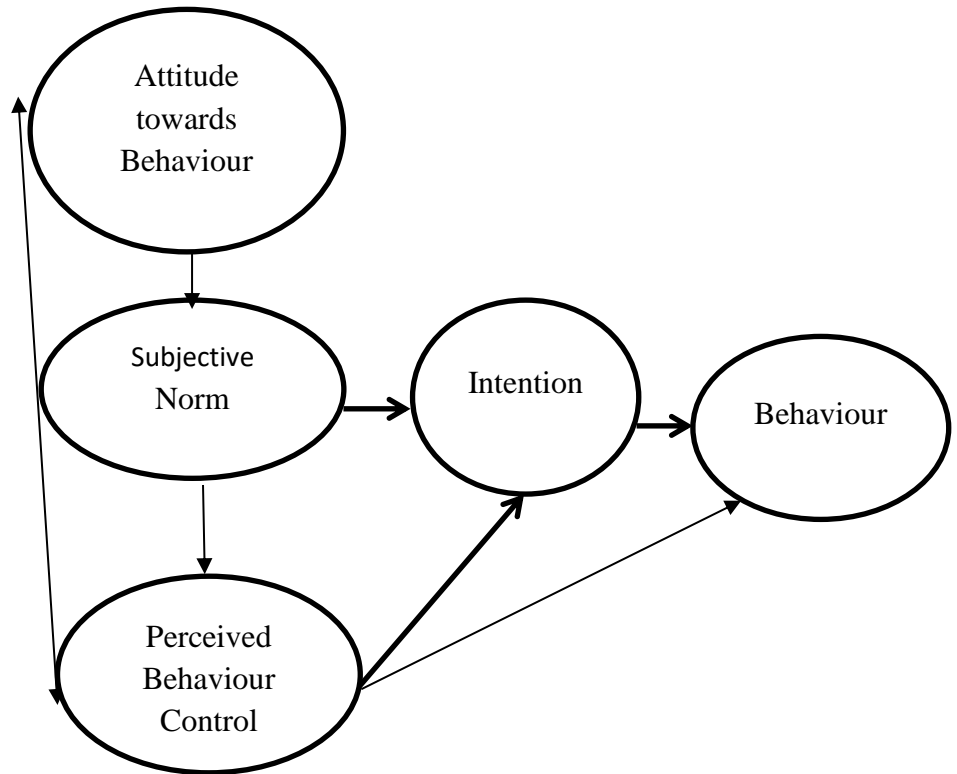 Attitude
towards
Behaviour
Subjective
Norm
Intention
Behaviour
Perceived
Behaviour
Control